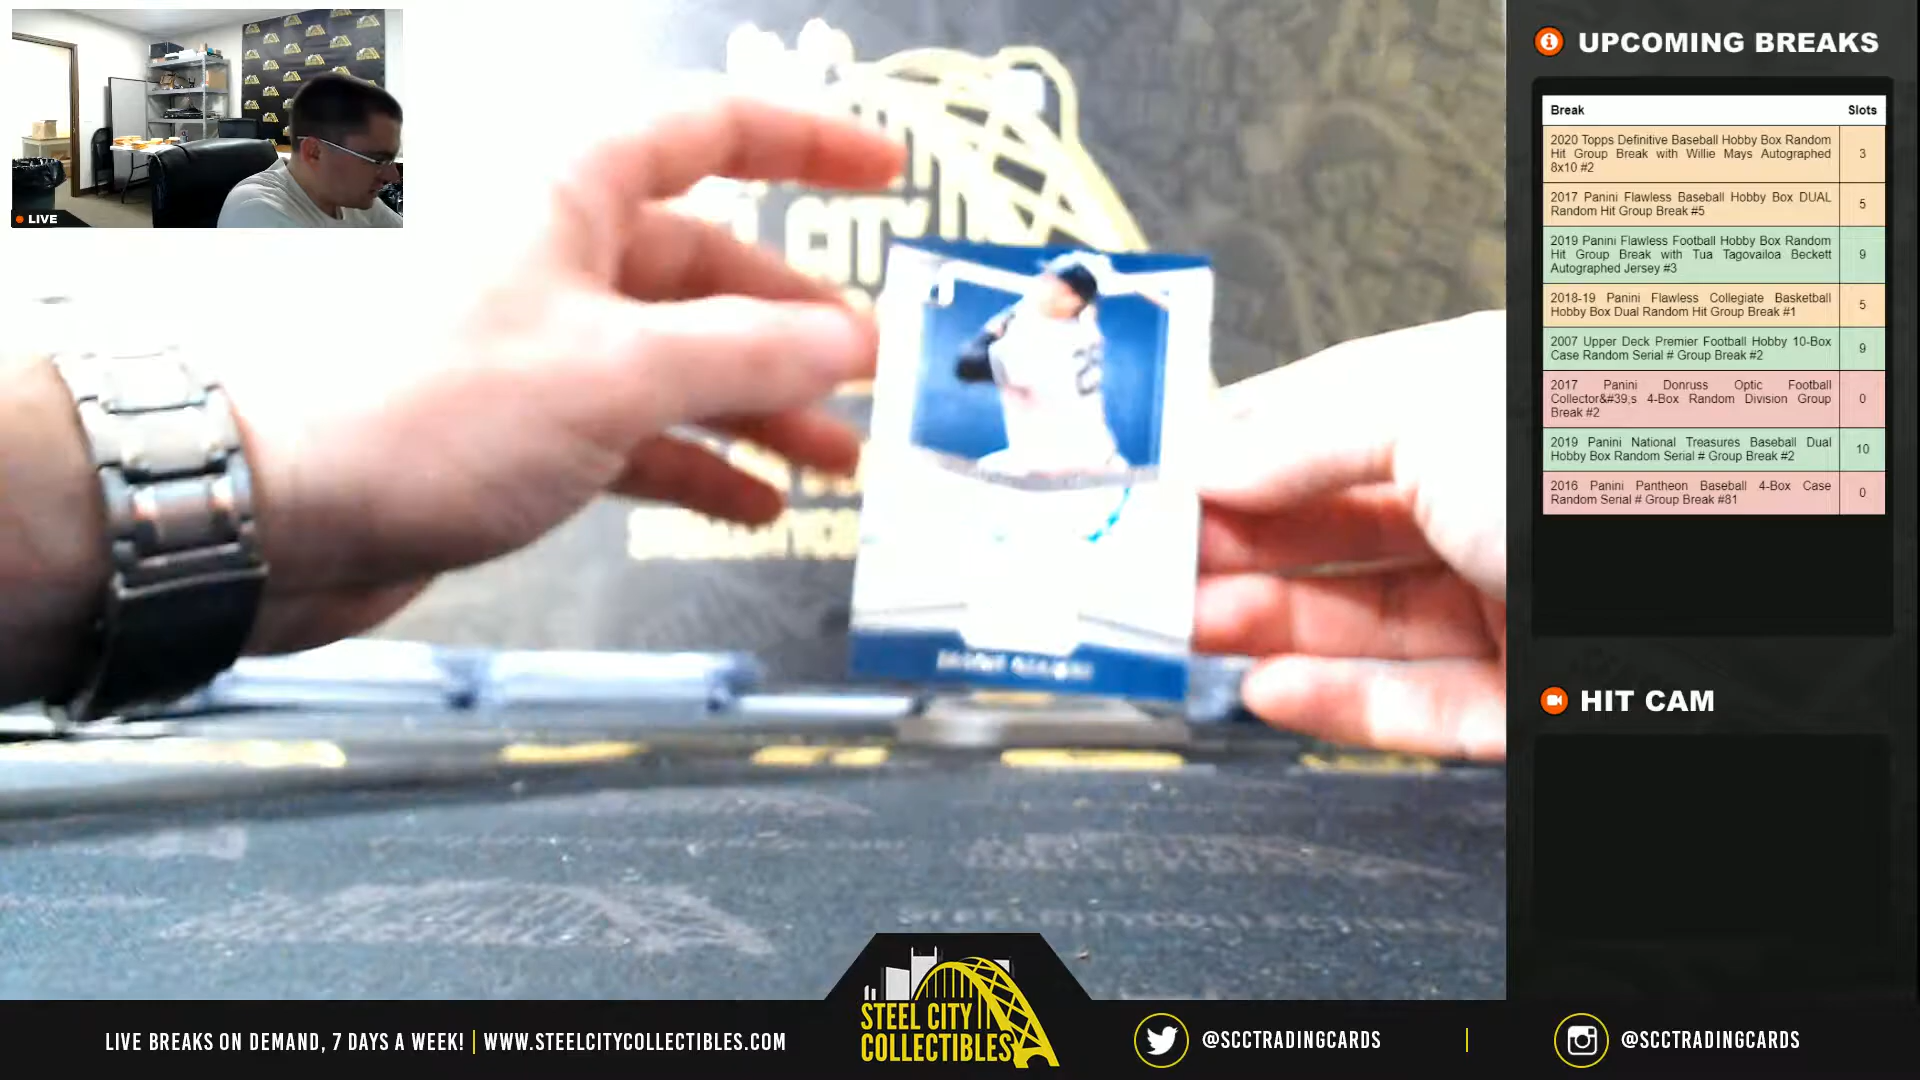 LIVE
UPCOMING BREAKS
Break Slots
2020 Topps Definitive Baseball Hobby Box Random
Hit Group Break with Willie Mays Autographed
8x10 #2
3
2017 Panini Flawless Baseball Hobby Box DUAL
Random Hit Group Break #5
5
2019 Panini Flawless Football Hobby Box Random
Hit Group Break with Tua Tagovailoa Beckett
Autographed Jersey #3
9
2018-19 Panini Flawless Collegiate Basketball
Hobby Box Dual Random Hit Group Break #1
5
2007 Upper Deck Premier Football Hobby 10-Box
Case Random Serial # Group Break #2
9
2017 Panini Donruss Optic Football
Collector&#39;s 4-Box Random Division Group
Break #2
0
2019 Panini National Treasures Baseball Dual
Hobby Box Random Serial # Group Break #2
10
2016 Panini Pantheon Baseball 4-Box Case
Random Serial # Group Break #81
0
HIT CAM
CITY
LIVE BREAKS ON DEMAND, 7 DAYS A WEEK! | WWW.STEELCITYCOLLECTIBLES.COM
STEEL CITY
COLLECTIBLES
@SCCTRADINGCARDS
@SCCTRADINGCARDS